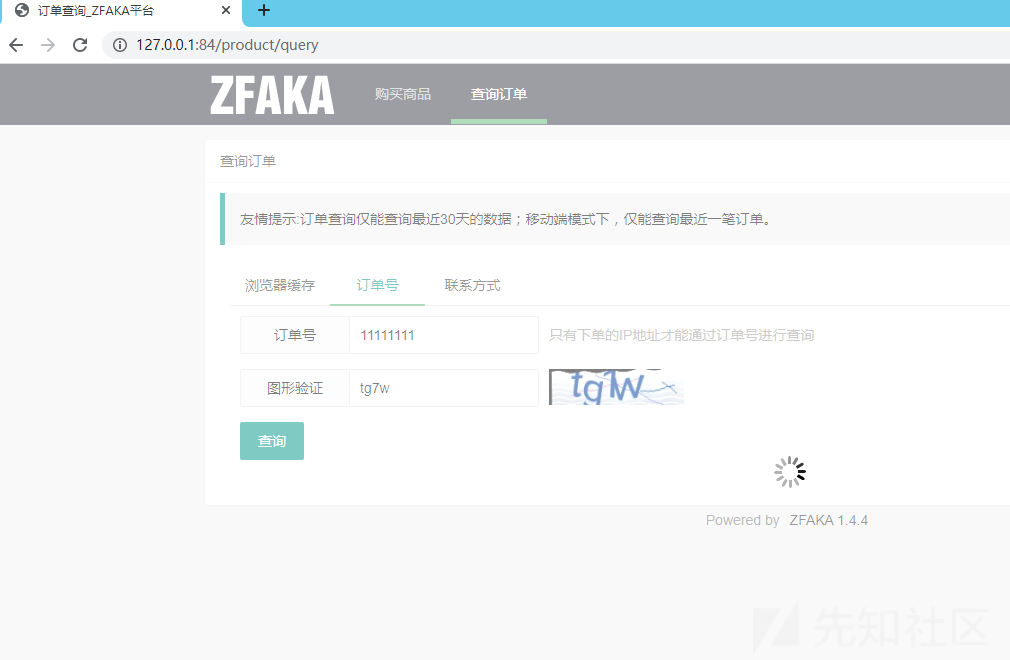 订单查询_ZFAKA平台
127.0.0.1:84/product/query
ZFAKA 购买商品 查询订单
查询订单
友情提示:订单查询仅能查询最近30天的数据；移动端模式下，仅能查询最近一笔订单。
浏览器缓存 订单号 联系方式
订单号 11111111 只有下单的IP地址才能通过订单号进行查询
图形验证 tg7w tg7W
查询
Powered by ZFAKA 1.4.4
先知社区